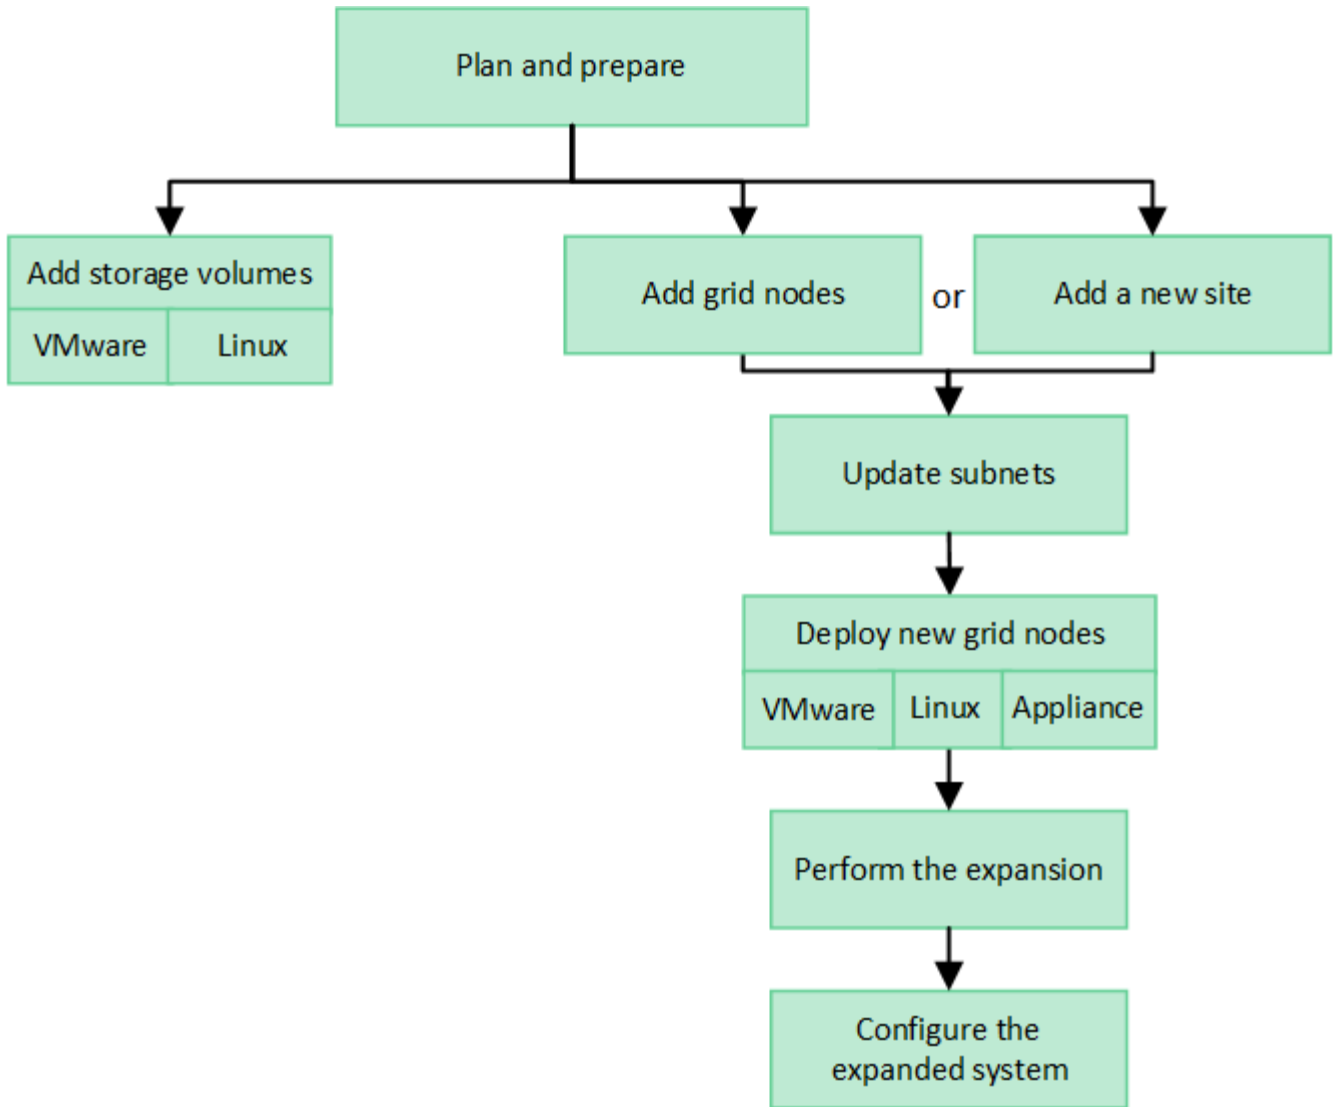 Plan and prepare
Add storage volumes
VMware
Linux
Add grid nodes
or
Add a new site
Update subnets
Deploy new grid nodes
VMware
Linux
Appliance
Perform the expansion
Configure the
expanded system